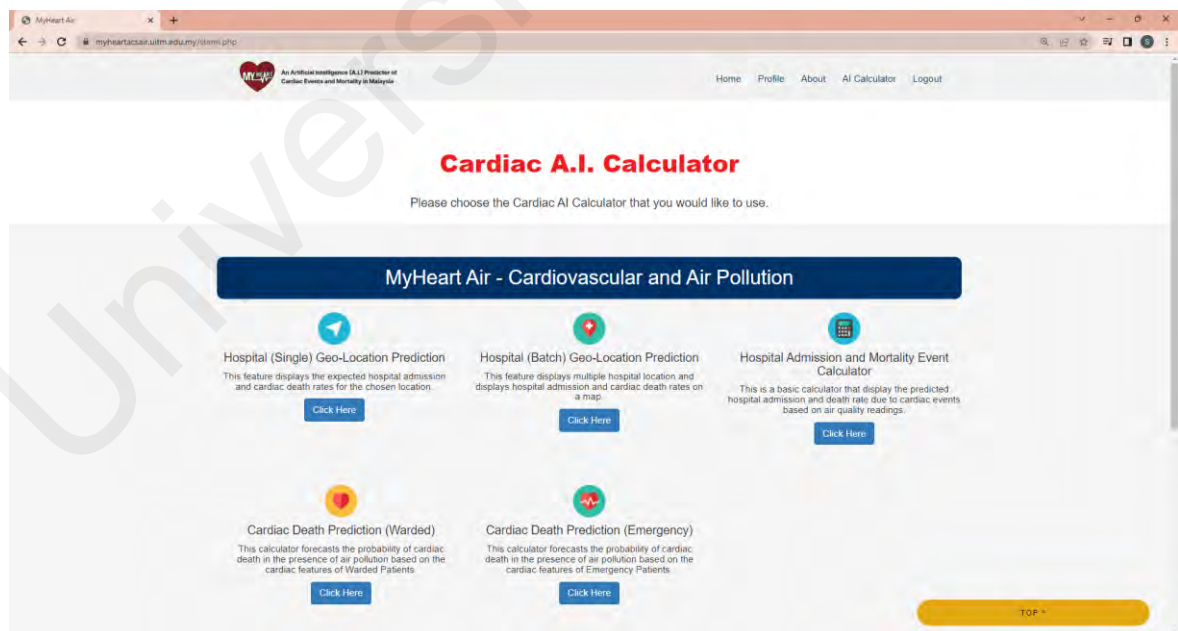 MyHeart Air
myheartacsair.uitm.edu.my/stemi.php
MY HEART
An Artificial Intelligence (A.I.) Predictor of
Cardiac Events and Mortality in Malaysia
Home Profile About AI Calculator Logout
Cardiac A.I. Calculator
Please choose the Cardiac AI Calculator that you would like to use.
MyHeart Air - Cardiovascular and Air Pollution
Hospital (Single) Geo-Location Prediction
This feature displays the expected hospital admission
and cardiac death rates for the chosen location.
Click Here
Hospital (Batch) Geo-Location Prediction
This feature displays multiple hospital location and
displays hospital admission and cardiac death rates on
a map.
Click Here
Hospital Admission and Mortality Event
Calculator
This is a basic calculator that display the predicted
hospital admission and death rate due to cardiac events
based on air quality readings.
Click Here
Cardiac Death Prediction (Warded)
This calculator forecasts the probability of cardiac
death in the presence of air pollution based on the
cardiac features of Warded Patients.
Click Here
Cardiac Death Prediction (Emergency)
This calculator forecasts the probability of cardiac
death in the presence of air pollution based on the
cardiac features of Emergency Patients.
Click Here
TOP ^
S
Univers